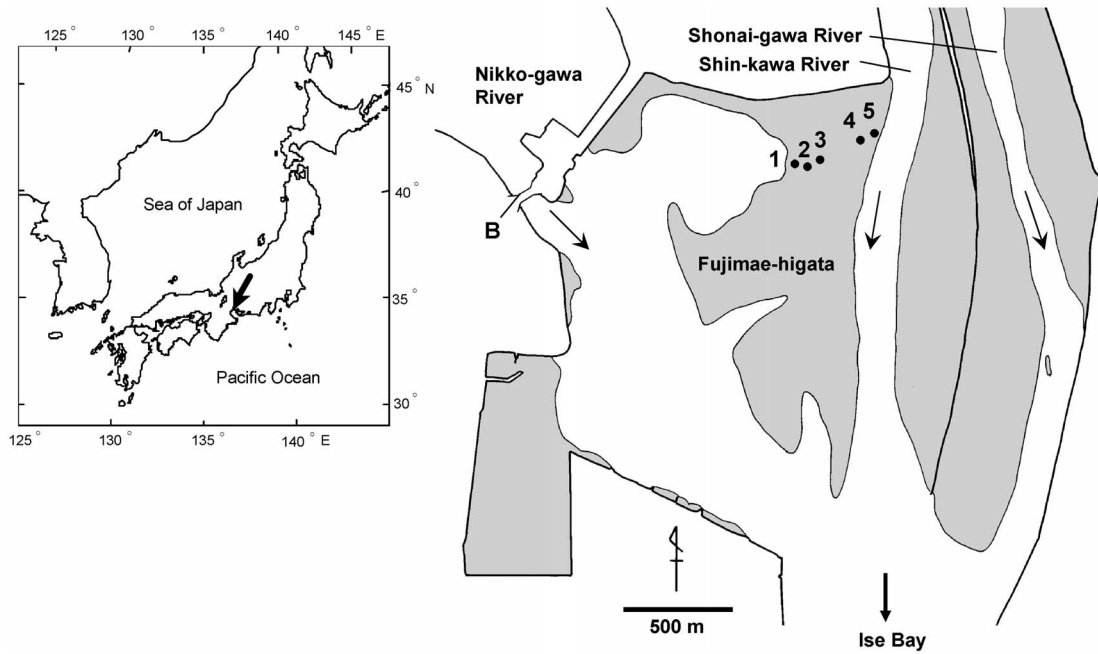 125° 130° 135° 140° 145° E
45° N
40°
35°
30°
125° 130° 135° 140° E
Sea of Japan
Pacific Ocean
Nikko-gawa
River
Shonai-gawa River
Shin-kawa River
1 2 3 4 5
B
Fujimae-higata
500 m
Ise Bay